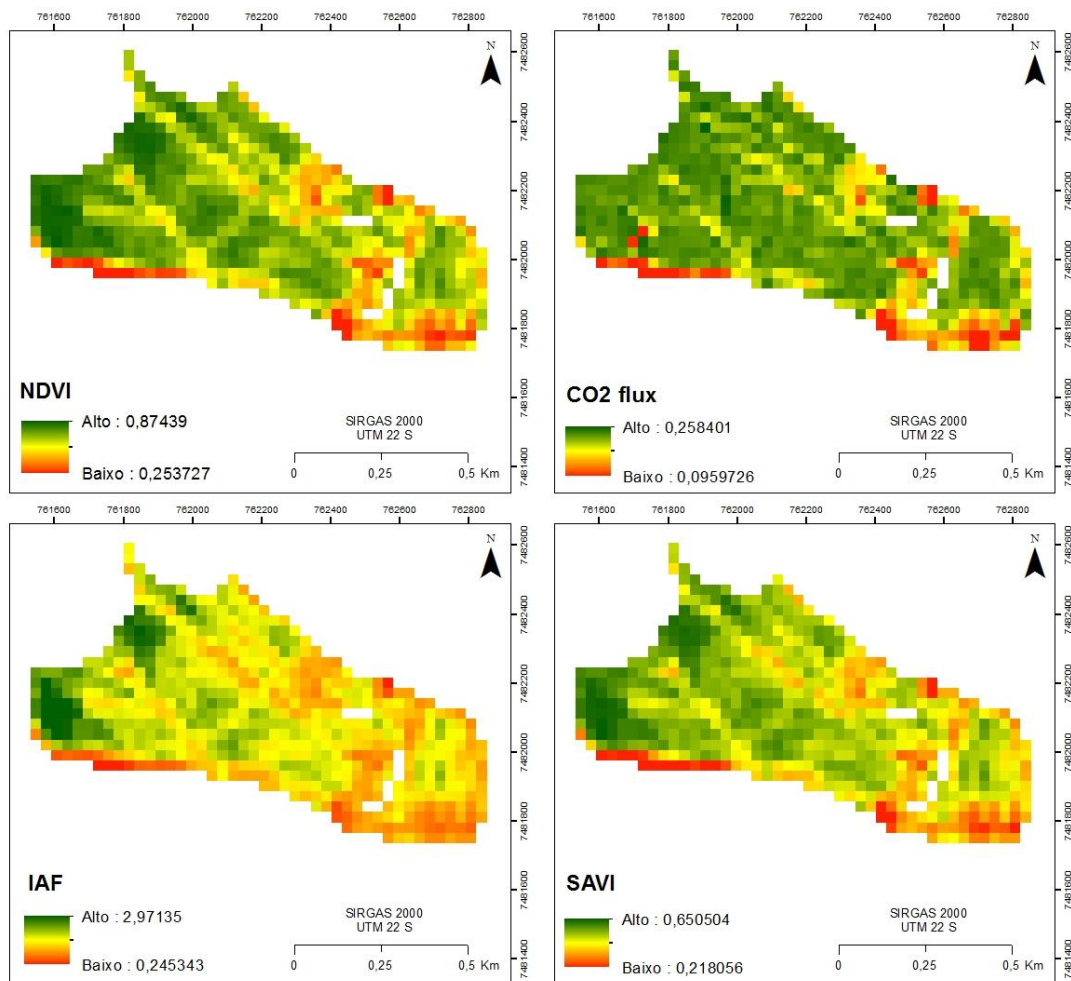 761600 761800 762000 762200 762400 762600 762800
N
7482600
7482400
7482200
7482000
7481800
7481600
7481400
NDVI
Alto : 0,87439
Baixo : 0,253727
SIRGAS 2000
UTM 22 S
0 0,25 0,5 Km
761600 761800 762000 762200 762400 762600 762800
N
7482600
7482400
7482200
7482000
7481800
7481600
7481400
CO2 flux
Alto : 0,258401
Baixo : 0,0959726
SIRGAS 2000
UTM 22 S
0 0,25 0,5 Km
761600 761800 762000 762200 762400 762600 762800
N
7482600
7482400
7482200
7482000
7481800
7481600
7481400
IAF
Alto : 2,97135
Baixo : 0,245343
SIRGAS 2000
UTM 22 S
0 0,25 0,5 Km
761600 761800 762000 762200 762400 762600 762800
N
7482600
7482400
7482200
7482000
7481800
7481600
7481400
SAVI
Alto : 0,650504
Baixo : 0,218056
SIRGAS 2000
UTM 22 S
0 0,25 0,5 Km